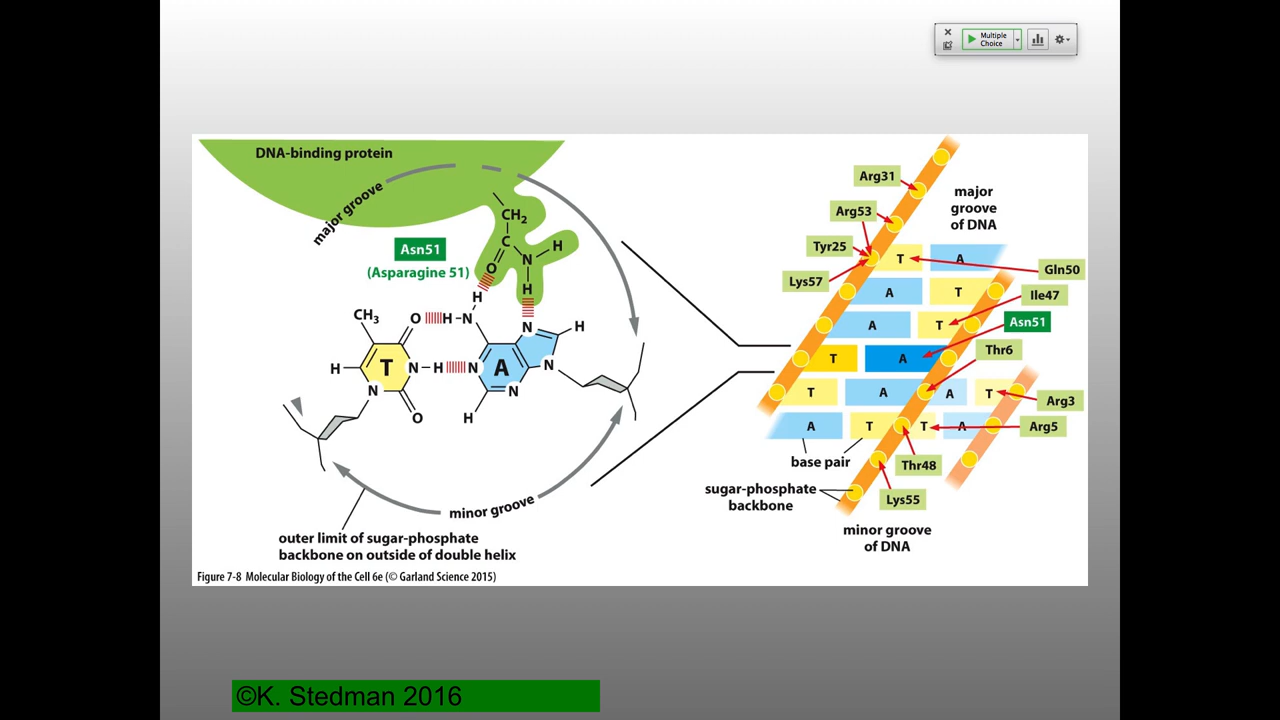 Multiple
Choice
DNA-binding protein
major groove
Asn51
(Asparagine 51)
CH₂
C
O
N
H
H
H
CH₃
O
H
N
N
H
H
T
N
H
N
A
N
N
N
H
O
H
minor groove
outer limit of sugar-phosphate
backbone on outside of double helix
Arg31
Arg53
Tyr25
Lys57
major
groove
of DNA
Gln50
Ile47
Asn51
Thr6
Arg3
Arg5
Thr48
Lys55
T A
A T
A T
T A
T A A T
A T T A
base pair
sugar-phosphate
backbone
minor groove
of DNA
Figure 7-8 Molecular Biology of the Cell 6e (© Garland Science 2015)
©K. Stedman 2016